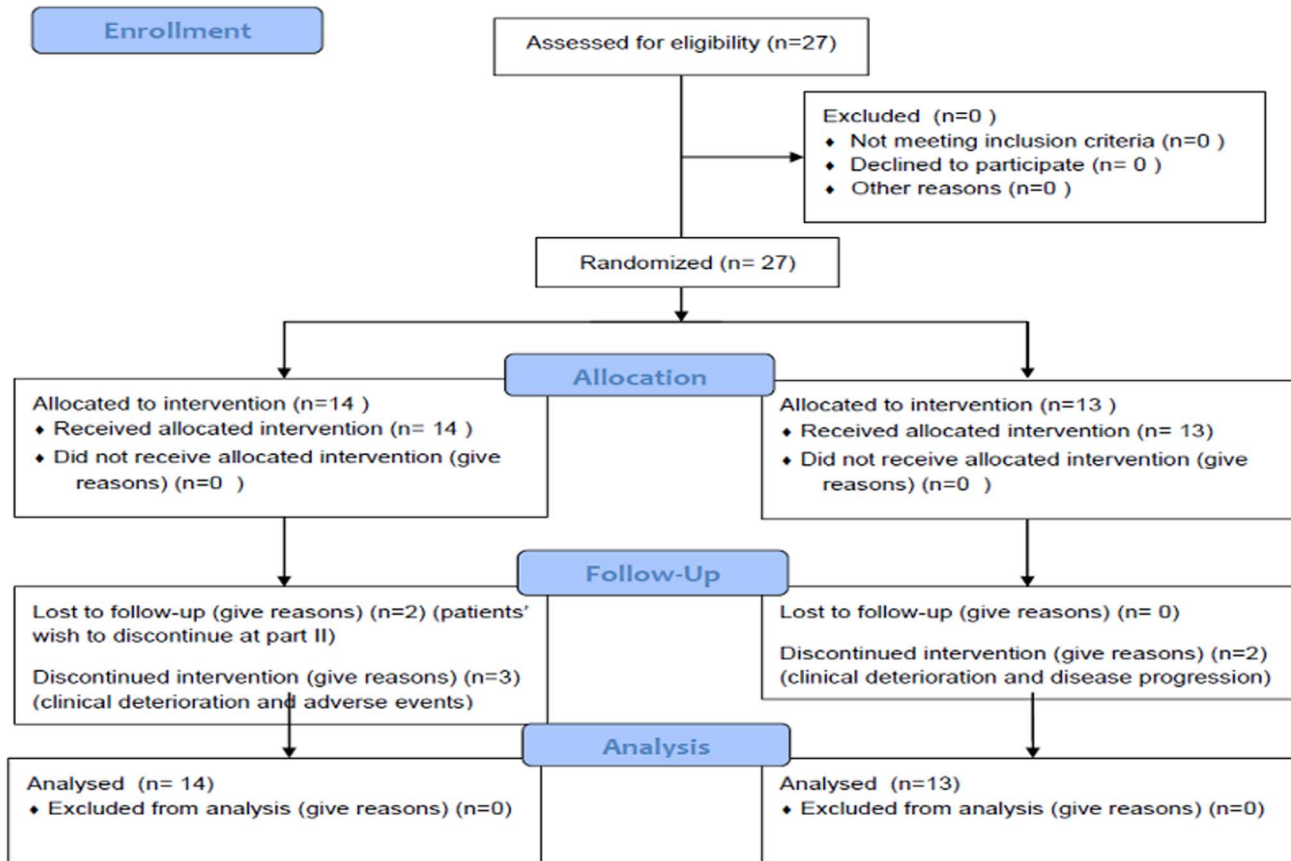 Enrollment
Assessed for eligibility (n=27)
Excluded (n=0 )
♦ Not meeting inclusion criteria (n=0 )
♦ Declined to participate (n= 0 )
♦ Other reasons (n=0 )
Randomized (n= 27)
Allocation
Allocated to intervention (n=14 )
♦ Received allocated intervention (n= 14 )
♦ Did not receive allocated intervention (give
reasons) (n=0 )
Allocated to intervention (n=13 )
♦ Received allocated intervention (n= 13)
♦ Did not receive allocated intervention (give
reasons) (n=0 )
Follow-Up
Lost to follow-up (give reasons) (n=2) (patients’
wish to discontinue at part II)
Discontinued intervention (give reasons) (n=3)
(clinical deterioration and adverse events)
Lost to follow-up (give reasons) (n= 0)
Discontinued intervention (give reasons) (n=2)
(clinical deterioration and disease progression)
Analysis
Analysed (n= 14)
♦ Excluded from analysis (give reasons) (n=0)
Analysed (n=13)
♦ Excluded from analysis (give reasons) (n=0)